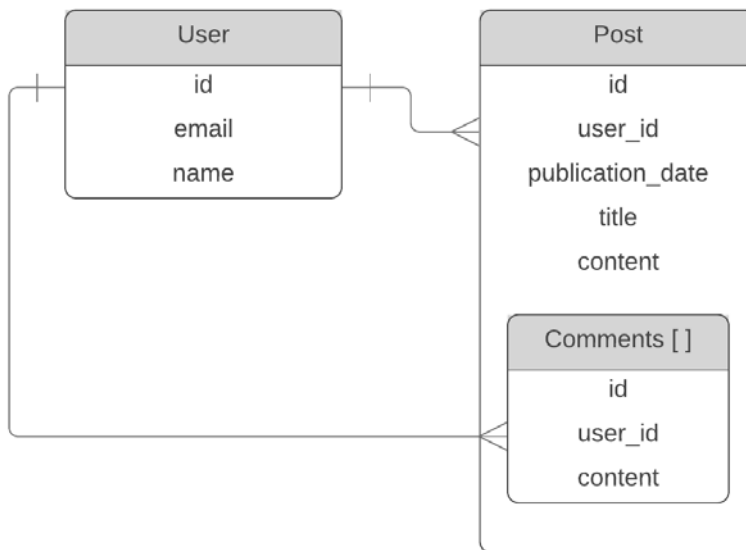 User
id
email
name
Post
id
user_id
publication_date
title
content
Comments [ ]
id
user_id
content